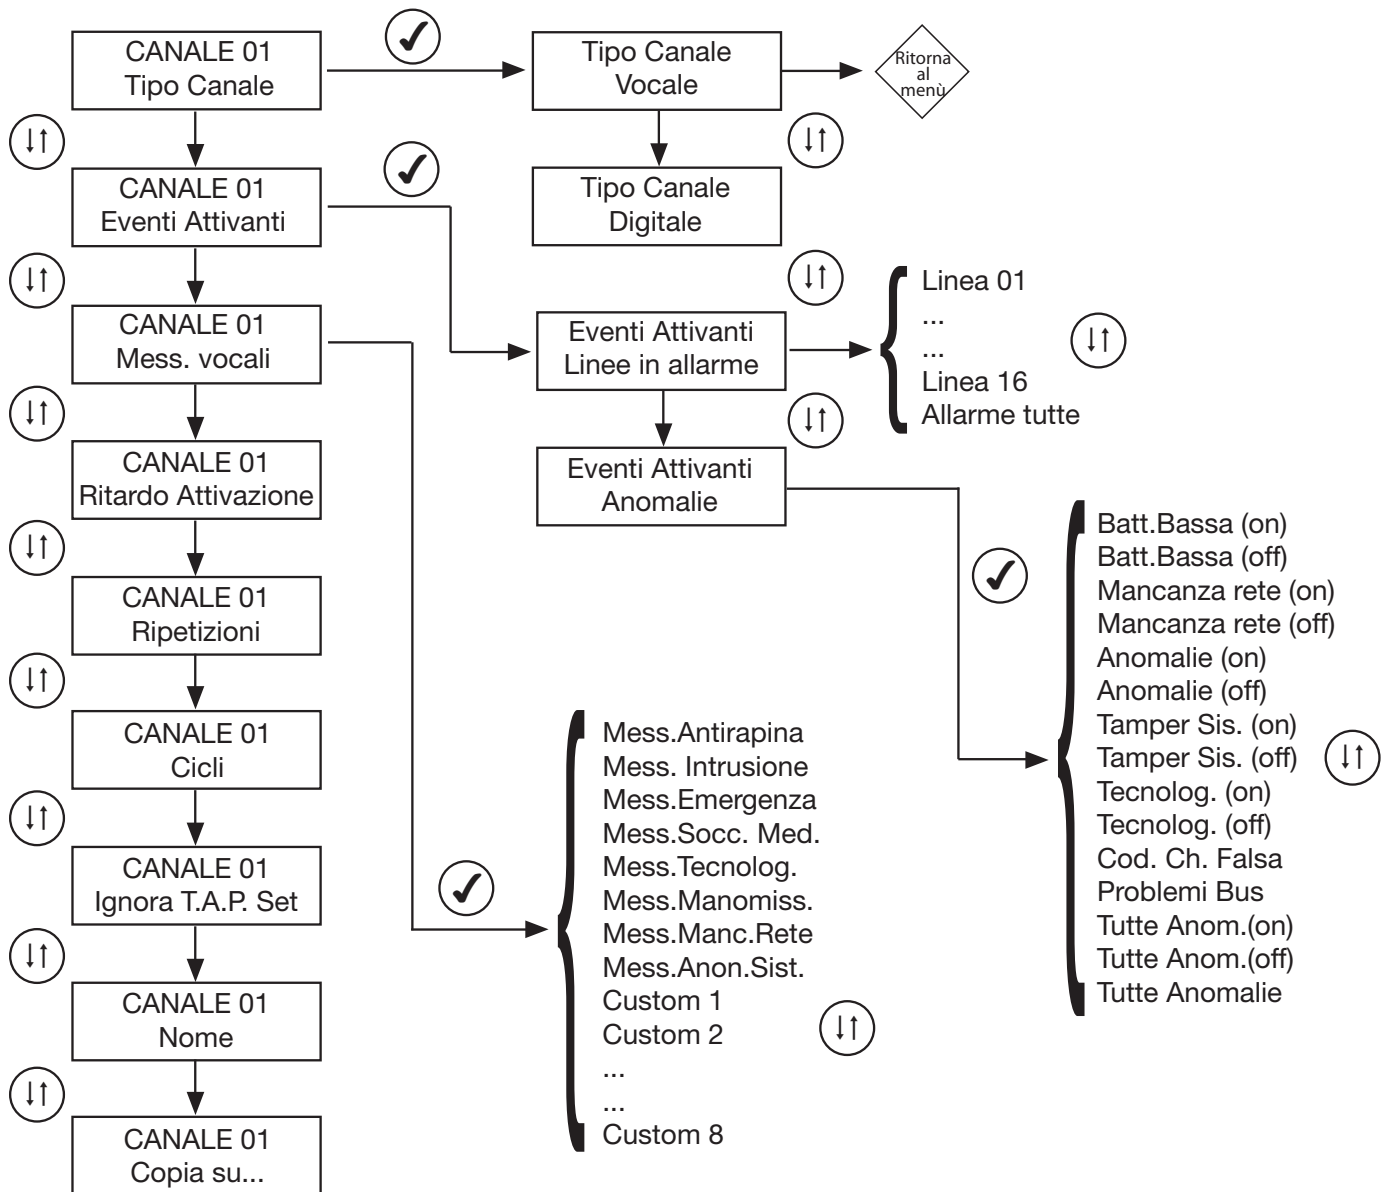 CANALE 01
Tipo Canale
Tipo Canale
Vocale
Ritorna
al
menù
CANALE 01
Eventi Attivanti
Tipo Canale
Digitale
CANALE 01
Mess. vocali
Eventi Attivanti
Linee in allarme
Linea 01
...
...
Linea 16
Allarme tutte
CANALE 01
Ritardo Attivazione
Eventi Attivanti
Anomalie
CANALE 01
Ripetizioni
CANALE 01
Cicli
CANALE 01
Ignora T.A.P. Set
CANALE 01
Nome
CANALE 01
Copia su...
Mess.Antirapina
Mess. Intrusione
Mess.Emergenza
Mess.Socc. Med.
Mess.Tecnolog.
Mess.Manomiss.
Mess.Manc.Rete
Mess.Anon.Sist.
Custom 1
Custom 2
...
...
Custom 8
Batt.Bassa (on)
Batt.Bassa (off)
Mancanza rete (on)
Mancanza rete (off)
Anomalie (on)
Anomalie (off)
Tamper Sis. (on)
Tamper Sis. (off)
Tecnolog. (on)
Tecnolog. (off)
Cod. Ch. Falsa
Problemi Bus
Tutte Anom.(on)
Tutte Anom.(off)
Tutte Anomalie